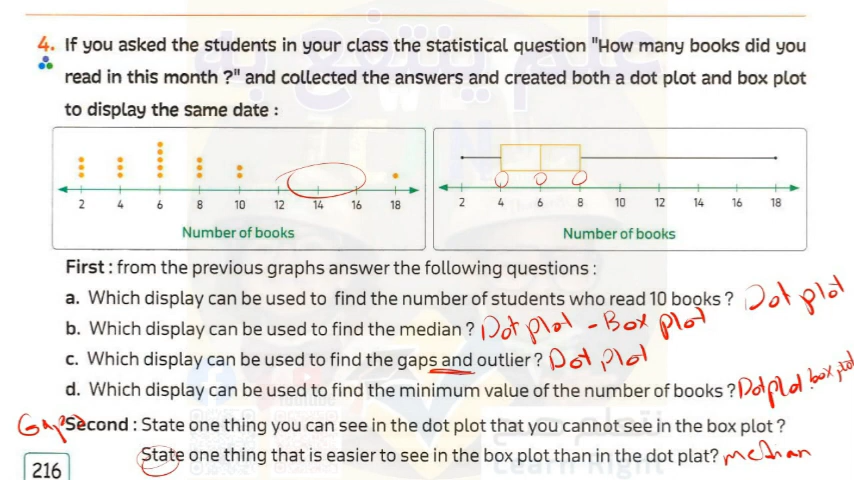 علم ينتفع به
4. If you asked the students in your class the statistical question "How many books did you
read in this month ?" and collected the answers and created both a dot plot and box plot
to display the same date :
2 4 6 8 10 12 14 16 18
Number of books
2 4 6 8 10 12 14 16 18
Number of books
First : from the previous graphs answer the following questions :
a. Which display can be used to find the number of students who read 10 books ? Dot plot
b. Which display can be used to find the median ? Dot plot - Box plot
c. Which display can be used to find the gaps and outlier ? Dot plot
d. Which display can be used to find the minimum value of the number of books ? Dot plot box plot
Gaps Second : State one thing you can see in the dot plot that you cannot see in the box plot ?
State one thing that is easier to see in the box plot than in the dot plat? median
Learn Right
216